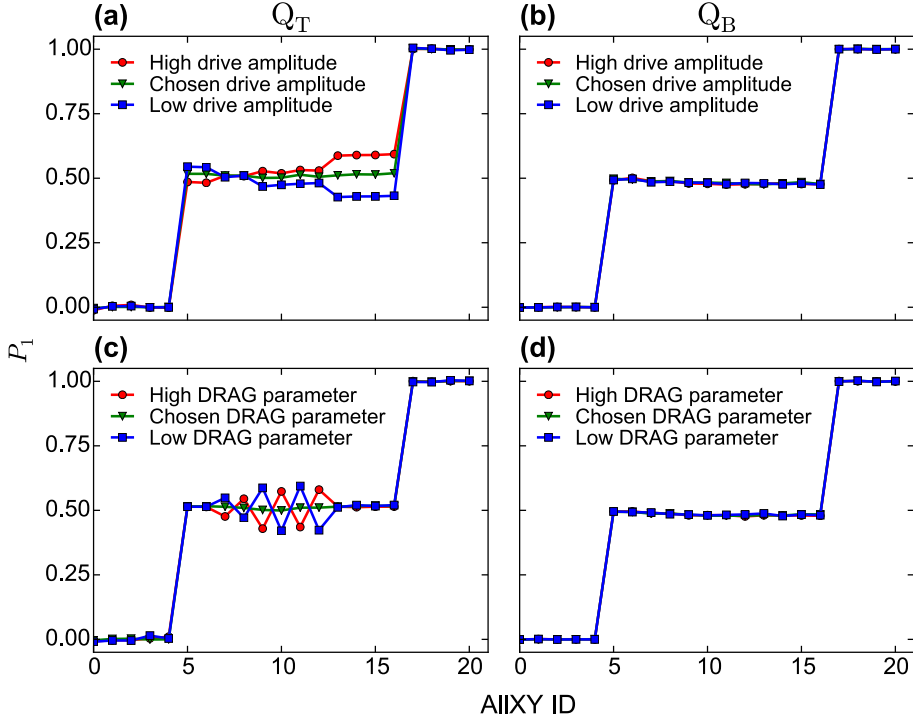 (a) Q_T
(b) Q_B
1.00
0.75
0.50
0.25
0.00
High drive amplitude
Chosen drive amplitude
Low drive amplitude
High drive amplitude
Chosen drive amplitude
Low drive amplitude
P_1
(c)
(d)
1.00
0.75
0.50
0.25
0.00
High DRAG parameter
Chosen DRAG parameter
Low DRAG parameter
High DRAG parameter
Chosen DRAG parameter
Low DRAG parameter
0 5 10 15 20
0 5 10 15 20
AllXY ID